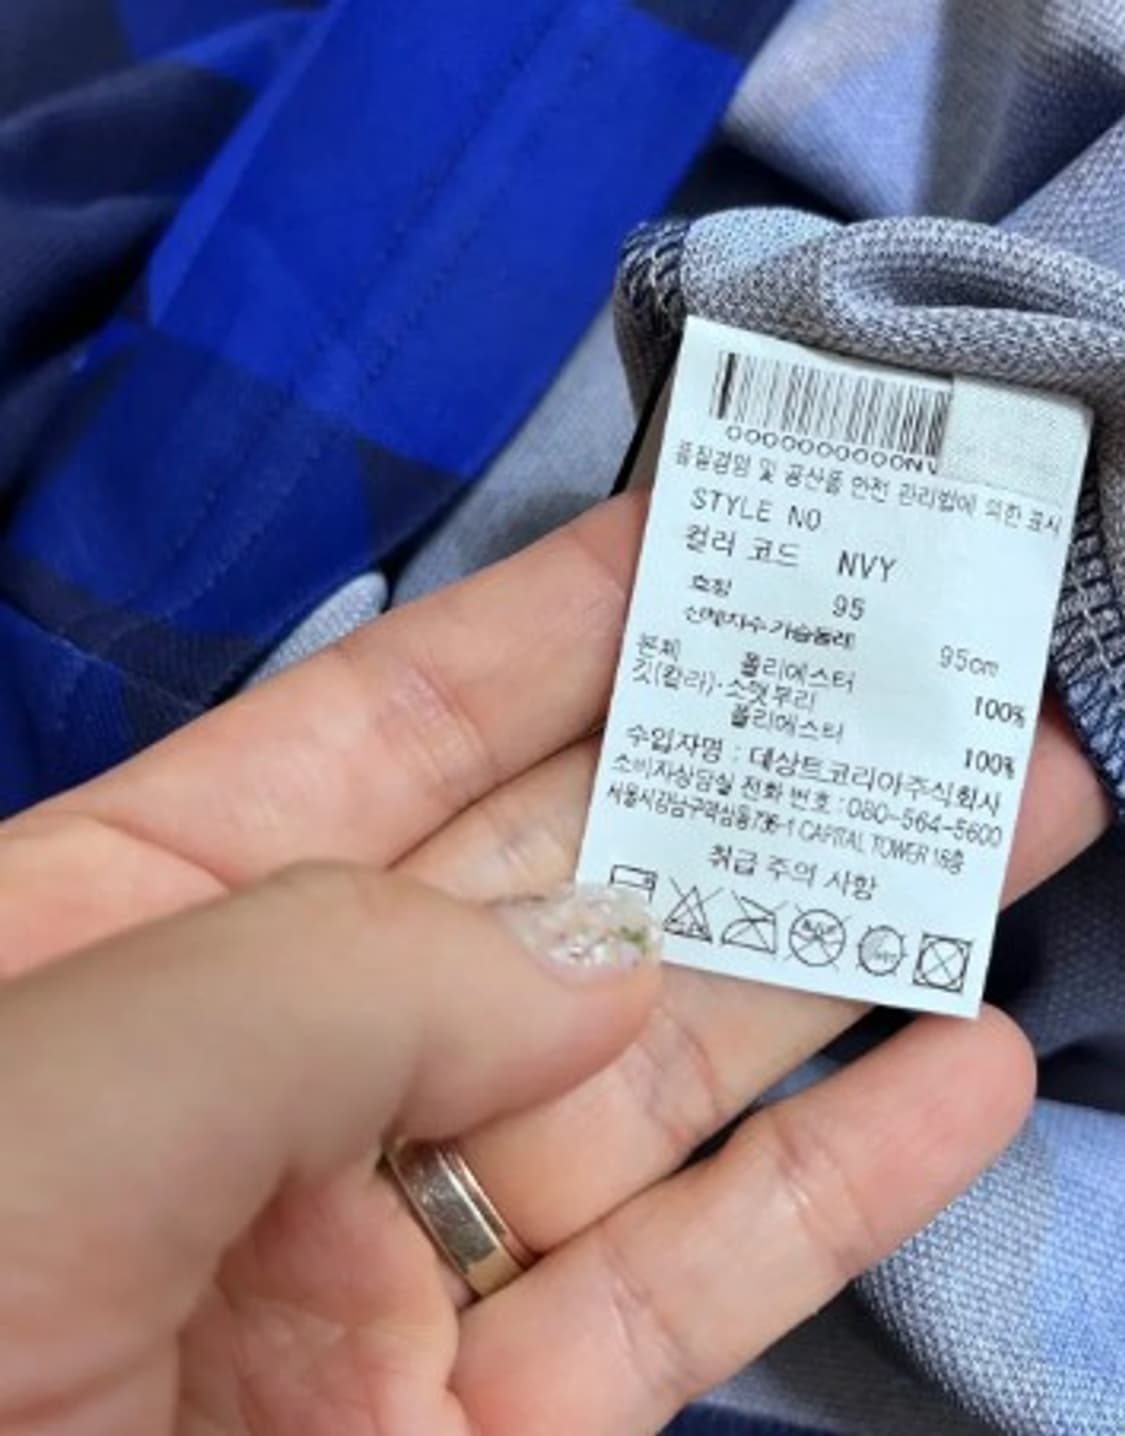 0000000000NV
품질경영 및 공산품 안전 관리법에 의한 표시
STYLE NO
컬러 코드 NVY
호칭 95
신체치수·가슴둘레 95cm
본체 폴리에스터 100%
깃(칼라)·소맷부리
폴리에스터 100%
수입자명 : 데상트코리아주식회사
소비자상담실 전화 번호 : 080-564-5600
서울시강남구역삼동736-1 CAPITAL TOWER 16층
취급 주의 사항